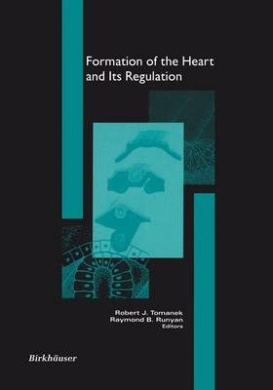 Formation of the Heart
and Its Regulation
Robert J. Tomanek
Raymond B. Runyan
Editors
Birkhäuser